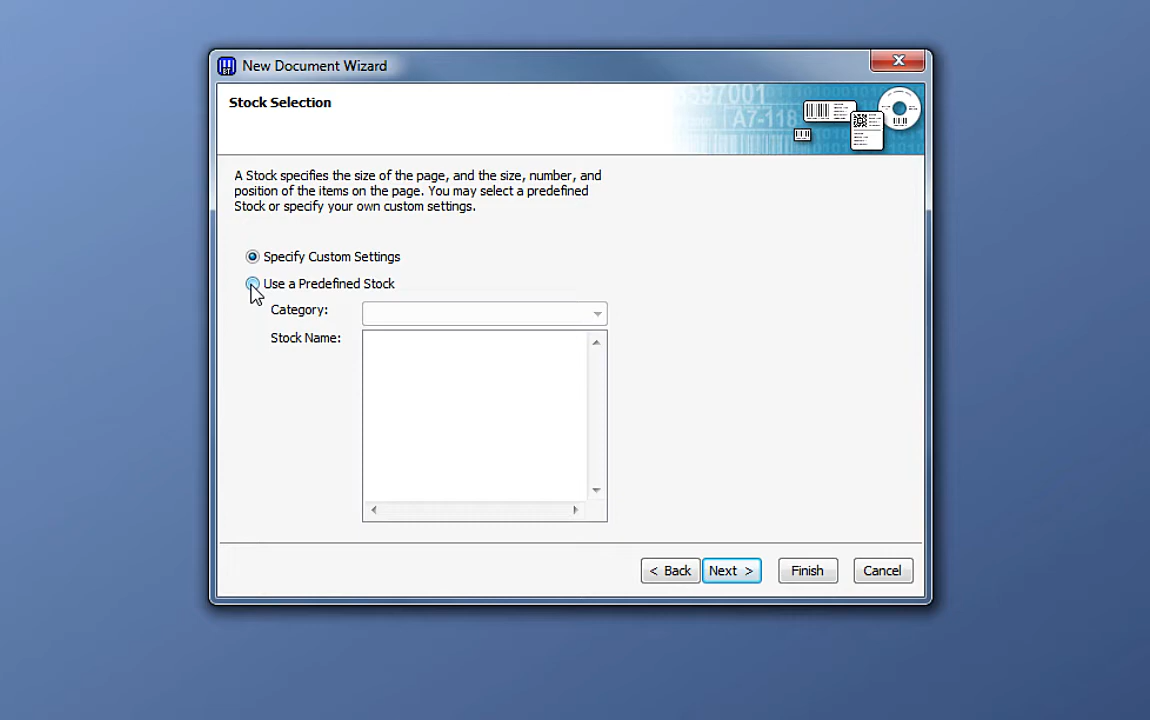 New Document Wizard
Stock Selection
A7-118
A Stock specifies the size of the page, and the size, number, and
position of the items on the page. You may select a predefined
Stock or specify your own custom settings.
Specify Custom Settings
Use a Predefined Stock
Category:
Stock Name:
< Back
Next >
Finish
Cancel